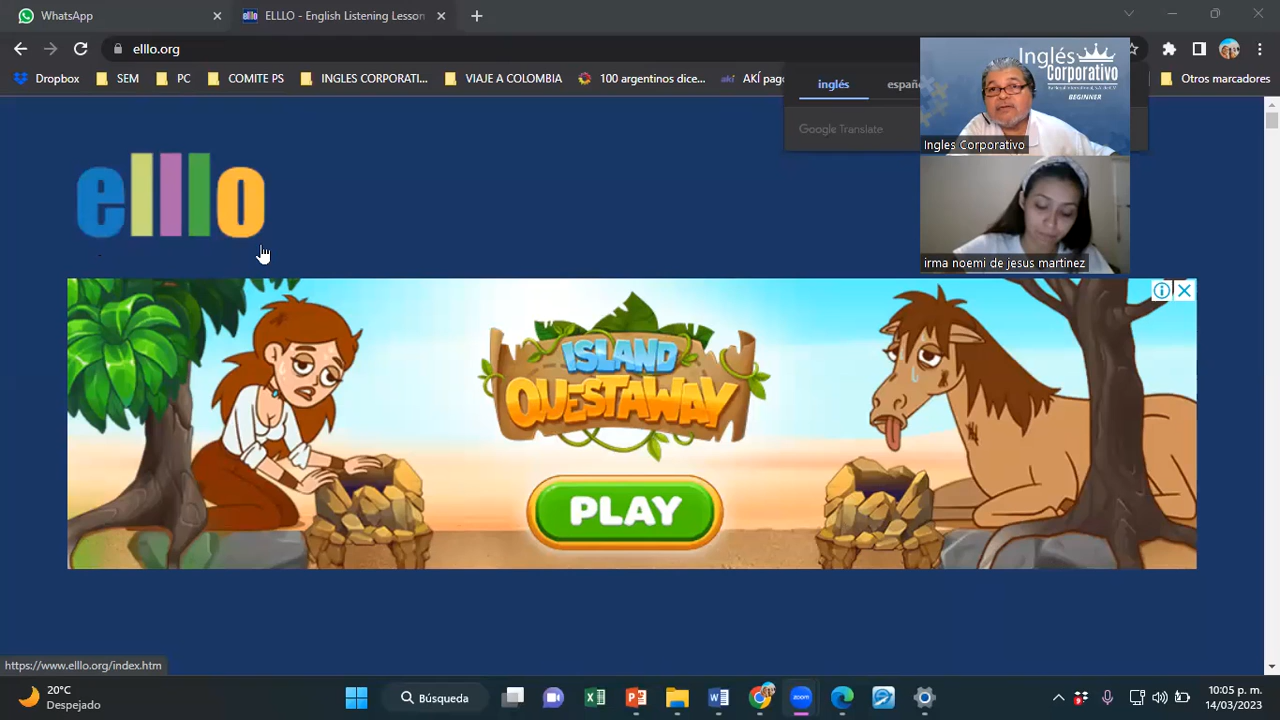 WhatsApp
ELLLO - English Listening Lesson
elllo.org
Dropbox
SEM
PC
COMITE PS
INGLES CORPORATIV...
VIAJE A COLOMBIA
100 argentinos dice...
AKÍ pag
Otros marcadores
inglés
españo
Google Translate
Inglés
Corporativo
BEGINNER
Ingles Corporativo
irma noemi de jesus martinez
elllo
ISLAND
QUESTAWAY
PLAY
https://www.elllo.org/index.htm
20°C
Despejado
Búsqueda
10:05 p. m.
14/03/2023